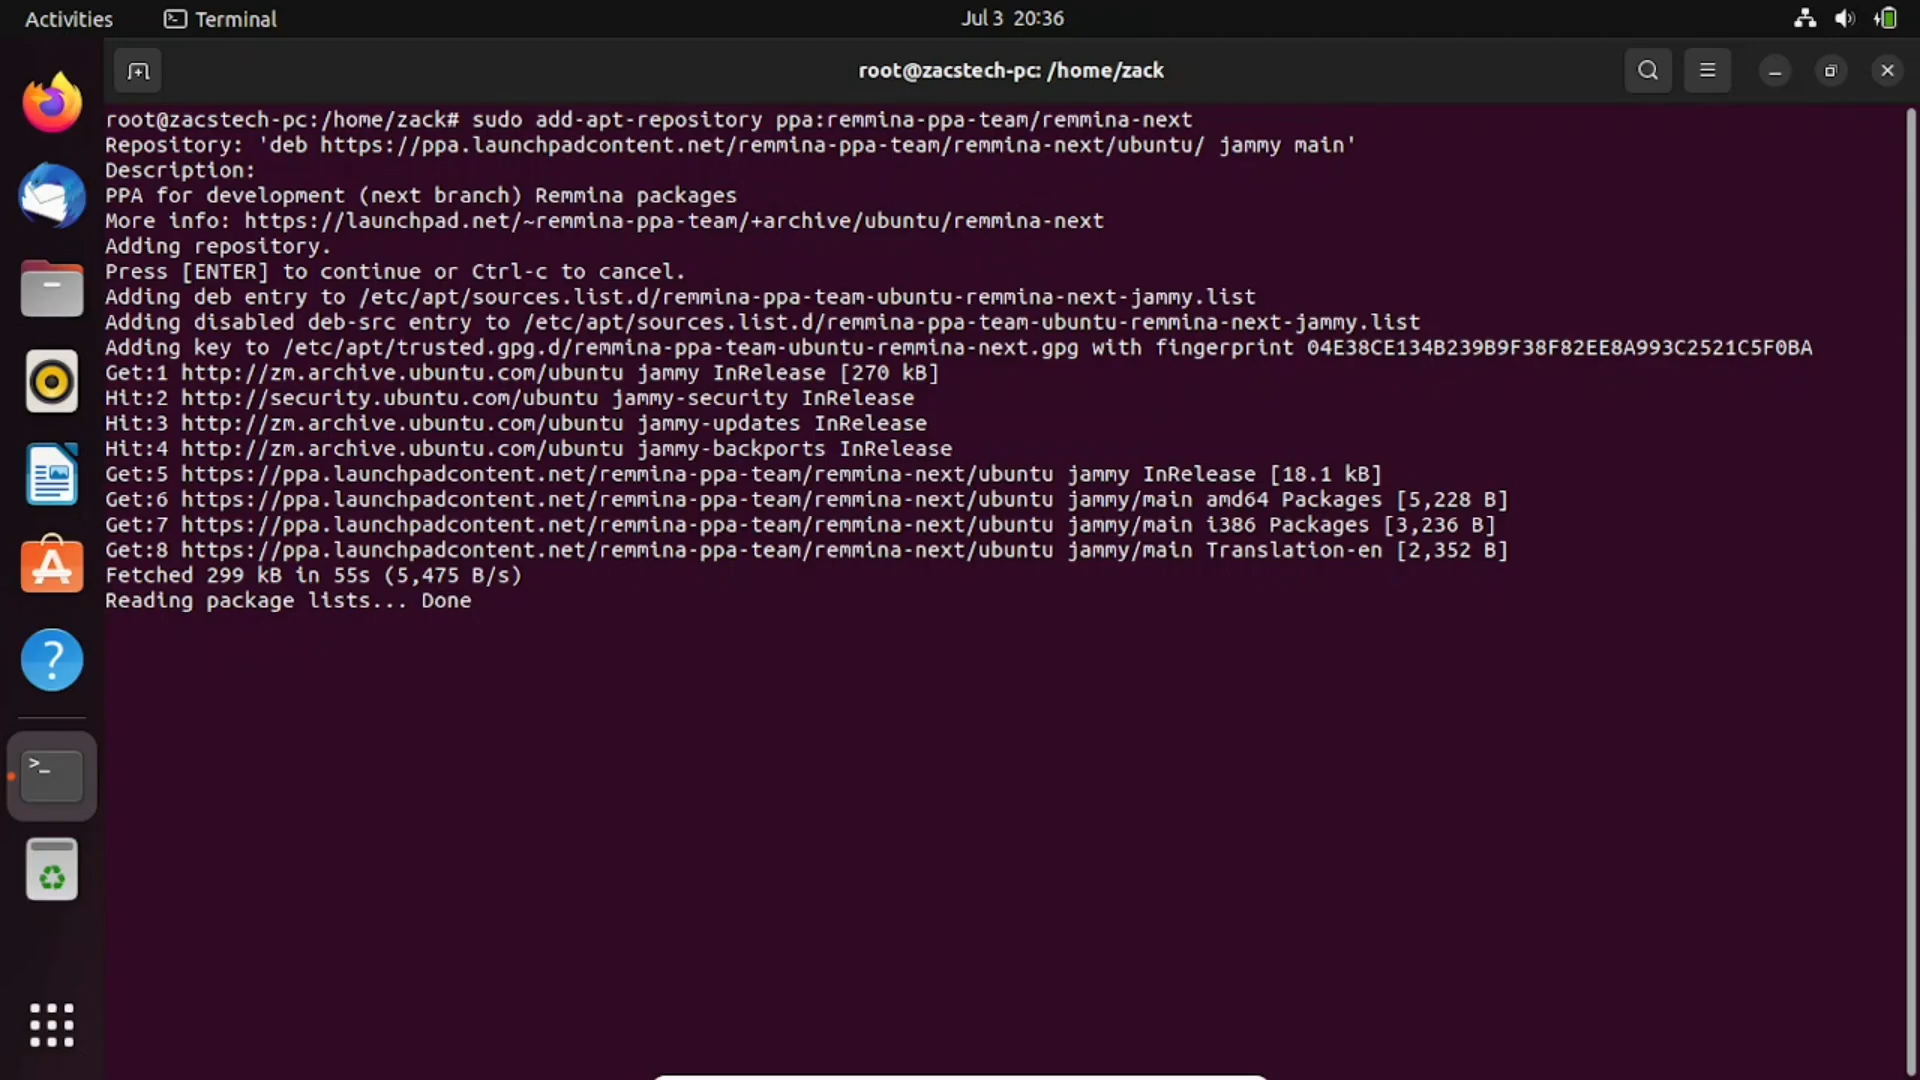 Activities Terminal Jul 3 20:36
root@zacstech-pc: /home/zack
root@zacstech-pc:/home/zack# sudo add-apt-repository ppa:remmina-ppa-team/remmina-next
Repository: 'deb https://ppa.launchpadcontent.net/remmina-ppa-team/remmina-next/ubuntu/ jammy main'
Description:
PPA for development (next branch) Remmina packages
More info: https://launchpad.net/~remmina-ppa-team/+archive/ubuntu/remmina-next
Adding repository.
Press [ENTER] to continue or Ctrl-c to cancel.
Adding deb entry to /etc/apt/sources.list.d/remmina-ppa-team-ubuntu-remmina-next-jammy.list
Adding disabled deb-src entry to /etc/apt/sources.list.d/remmina-ppa-team-ubuntu-remmina-next-jammy.list
Adding key to /etc/apt/trusted.gpg.d/remmina-ppa-team-ubuntu-remmina-next.gpg with fingerprint 04E38CE134B239B9F38F82EE8A993C2521C5F0BA
Get:1 http://zm.archive.ubuntu.com/ubuntu jammy InRelease [270 kB]
Hit:2 http://security.ubuntu.com/ubuntu jammy-security InRelease
Hit:3 http://zm.archive.ubuntu.com/ubuntu jammy-updates InRelease
Hit:4 http://zm.archive.ubuntu.com/ubuntu jammy-backports InRelease
Get:5 https://ppa.launchpadcontent.net/remmina-ppa-team/remmina-next/ubuntu jammy InRelease [18.1 kB]
Get:6 https://ppa.launchpadcontent.net/remmina-ppa-team/remmina-next/ubuntu jammy/main amd64 Packages [5,228 B]
Get:7 https://ppa.launchpadcontent.net/remmina-ppa-team/remmina-next/ubuntu jammy/main i386 Packages [3,236 B]
Get:8 https://ppa.launchpadcontent.net/remmina-ppa-team/remmina-next/ubuntu jammy/main Translation-en [2,352 B]
Fetched 299 kB in 55s (5,475 B/s)
Reading package lists... Done